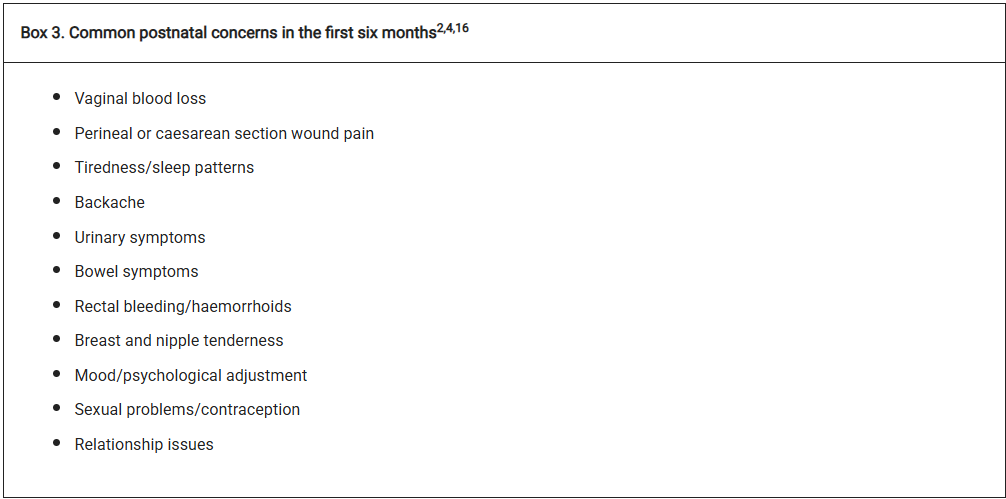 Box 3. Common postnatal concerns in the first six months2,4,16
• Vaginal blood loss
• Perineal or caesarean section wound pain
• Tiredness/sleep patterns
• Backache
• Urinary symptoms
• Bowel symptoms
• Rectal bleeding/haemorrhoids
• Breast and nipple tenderness
• Mood/psychological adjustment
• Sexual problems/contraception
• Relationship issues